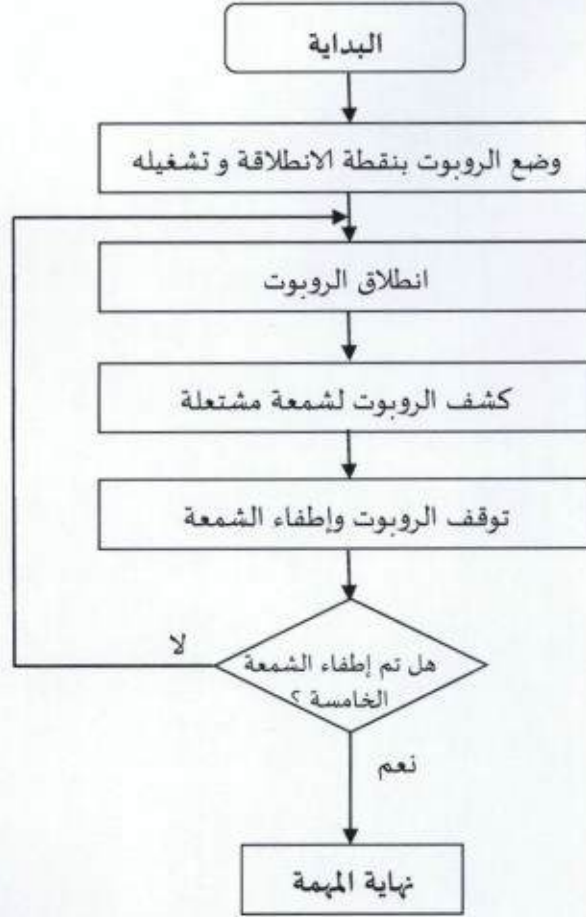 البداية
وضع الروبوت بنقطة الانطلاقة و تشغيله
انطلاق الروبوت
كشف الروبوت لشمعة مشتعلة
توقف الروبوت وإطفاء الشمعة
هل تم إطفاء الشمعة
الخامسة ؟
لا
نعم
نهاية المهمة